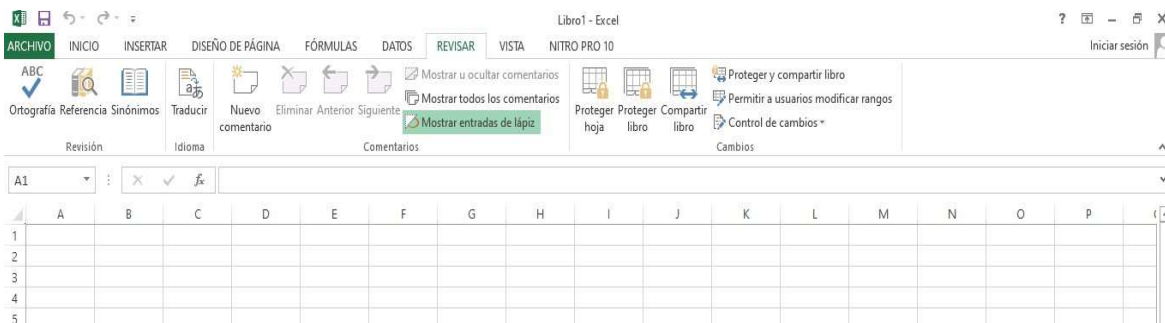 Libro1 - Excel
?
ARCHIVO INICIO INSERTAR DISEÑO DE PÁGINA FÓRMULAS DATOS REVISAR VISTA NITRO PRO 10 Iniciar sesión
ABC
Ortografía Referencia Sinónimos
Revisión
Traducir
Idioma
Nuevo comentario
Eliminar Anterior Siguiente
Mostrar u ocultar comentarios
Mostrar todos los comentarios
Mostrar entradas de lápiz
Comentarios
Proteger hoja
Proteger libro
Compartir libro
Proteger y compartir libro
Permitir a usuarios modificar rangos
Control de cambios
Cambios
A1 fx
A B C D E F G H I J K L M N O P
1
2
3
4
5